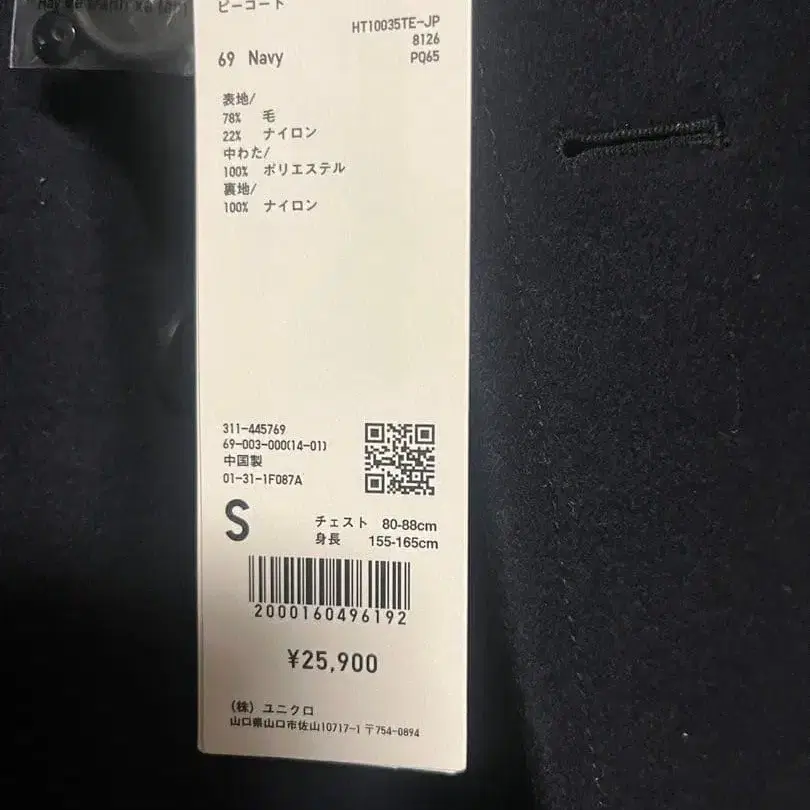 ピーコート
HT10035TE-JP
8126
69 Navy
PQ65
表地/
78% 毛
22% ナイロン
中わた/
100% ポリエステル
裏地/
100% ナイロン
311-445769
69-003-000(14-01)
中国製
01-31-1F087A
S
チェスト 80-88cm
身長 155-165cm
2000160496192
¥25,900
(株) ユニクロ
山口県山口市佐山10717-1 〒754-0894